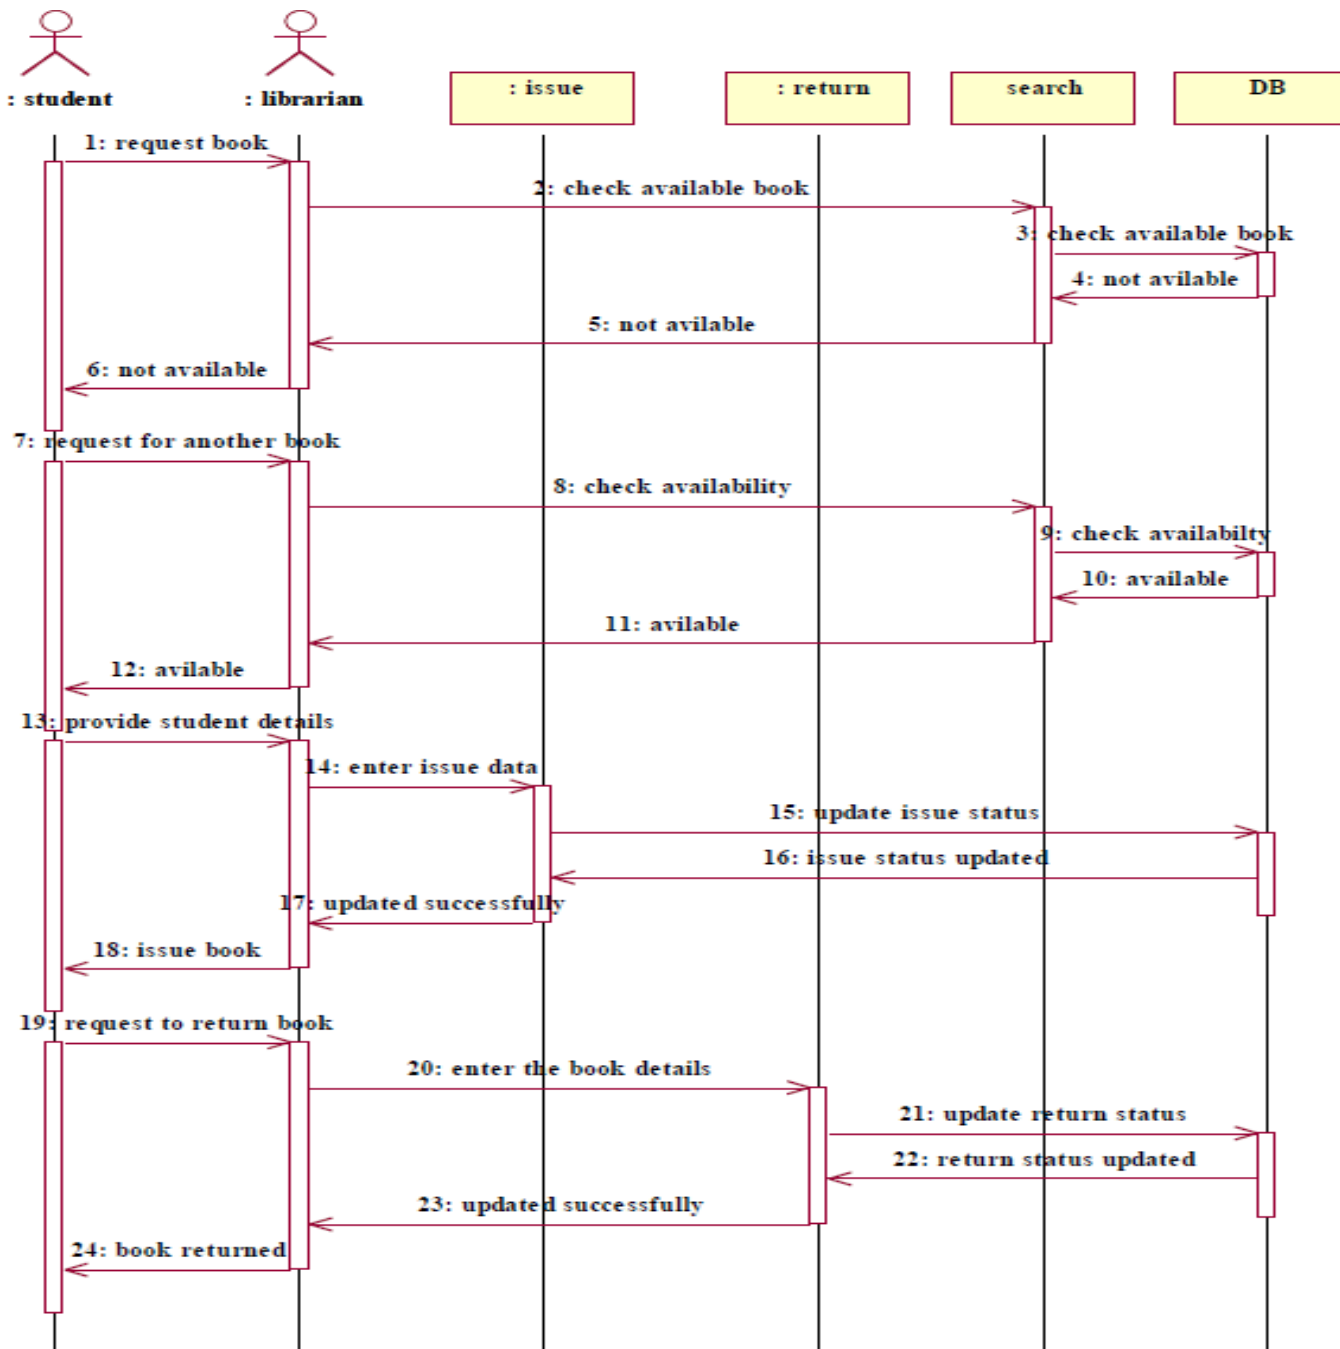 : student
: librarian
: issue
: return
search
DB
1: request book
2: check available book
3: check available book
4: not avilable
5: not avilable
6: not available
7: request for another book
8: check availability
9: check availabilty
10: available
11: avilable
12: avilable
13: provide student details
14: enter issue data
15: update issue status
16: issue status updated
17: updated successfully
18: issue book
19: request to return book
20: enter the book details
21: update return status
22: return status updated
23: updated successfully
24: book returned